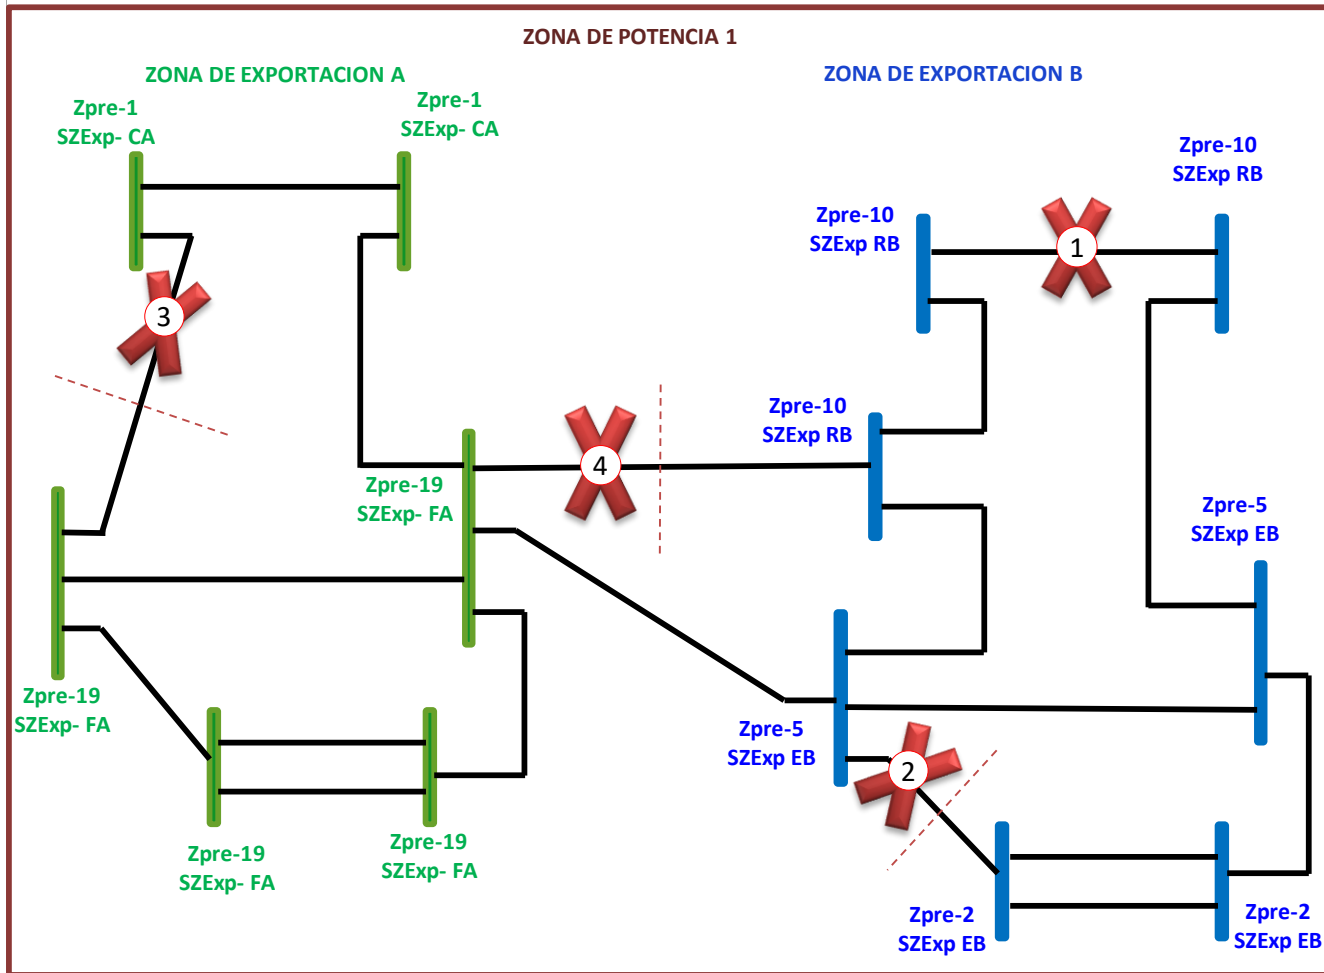 ZONA DE POTENCIA 1
ZONA DE EXPORTACION A
ZONA DE EXPORTACION B
Zpre-1
SZExp- CA
Zpre-1
SZExp- CA
Zpre-10
SZExp RB
Zpre-10
SZExp RB
1
3
Zpre-10
SZExp RB
4
Zpre-19
SZExp- FA
Zpre-5
SZExp EB
Zpre-19
SZExp- FA
Zpre-5
SZExp EB
2
Zpre-19
SZExp- FA
Zpre-19
SZExp- FA
Zpre-2
SZExp EB
Zpre-2
SZExp EB